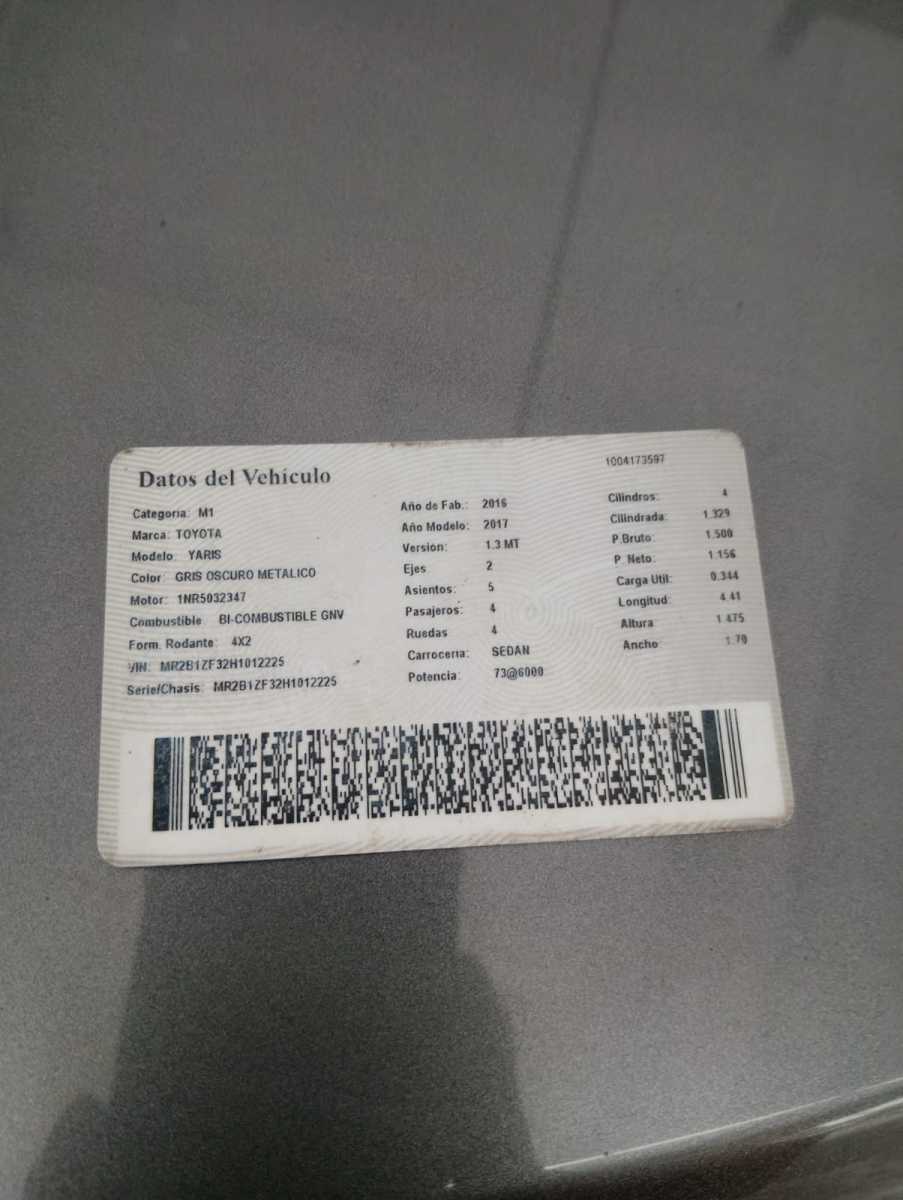 Datos del Vehículo
1004173597
Categoria: M1
Marca: TOYOTA
Modelo: YARIS
Color: GRIS OSCURO METALICO
Motor: 1NR5032347
Combustible: BI-COMBUSTIBLE GNV
Form. Rodante: 4X2
VIN: MR2B1ZF32H1012225
Serie/Chasis: MR2B1ZF32H1012225
Año de Fab.: 2016
Año Modelo: 2017
Versión: 1.3 MT
Ejes: 2
Asientos: 5
Pasajeros: 4
Ruedas: 4
Carrocería: SEDAN
Potencia: 73@6000
Cilindros: 4
Cilindrada: 1.329
P.Bruto: 1.500
P. Neto: 1.156
Carga Util: 0.344
Longitud: 4.41
Altura: 1.475
Ancho: 1.70